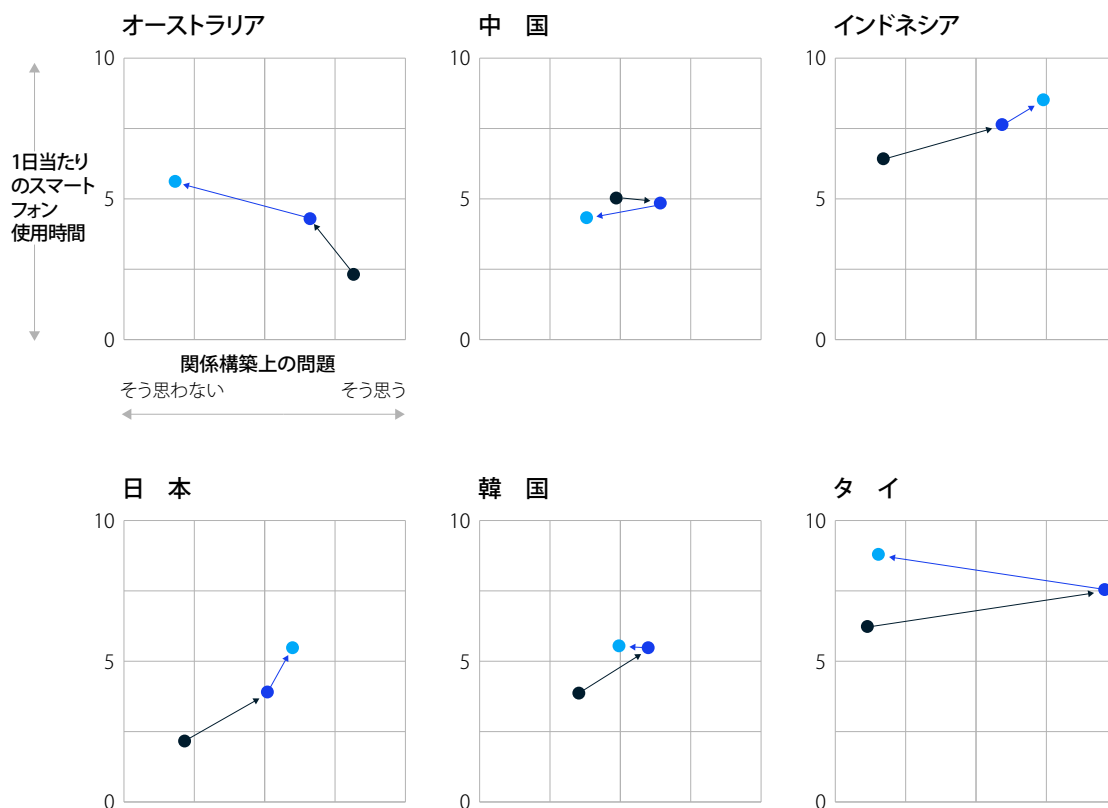 オーストラリア
中 国
インドネシア
10
5
0
1日当たり
のスマート
フォン
使用時間
10
5
0
10
5
0
関係構築上の問題
そう思わない
そう思う
日 本
韓 国
タ イ
10
5
0
10
5
0
10
5
0